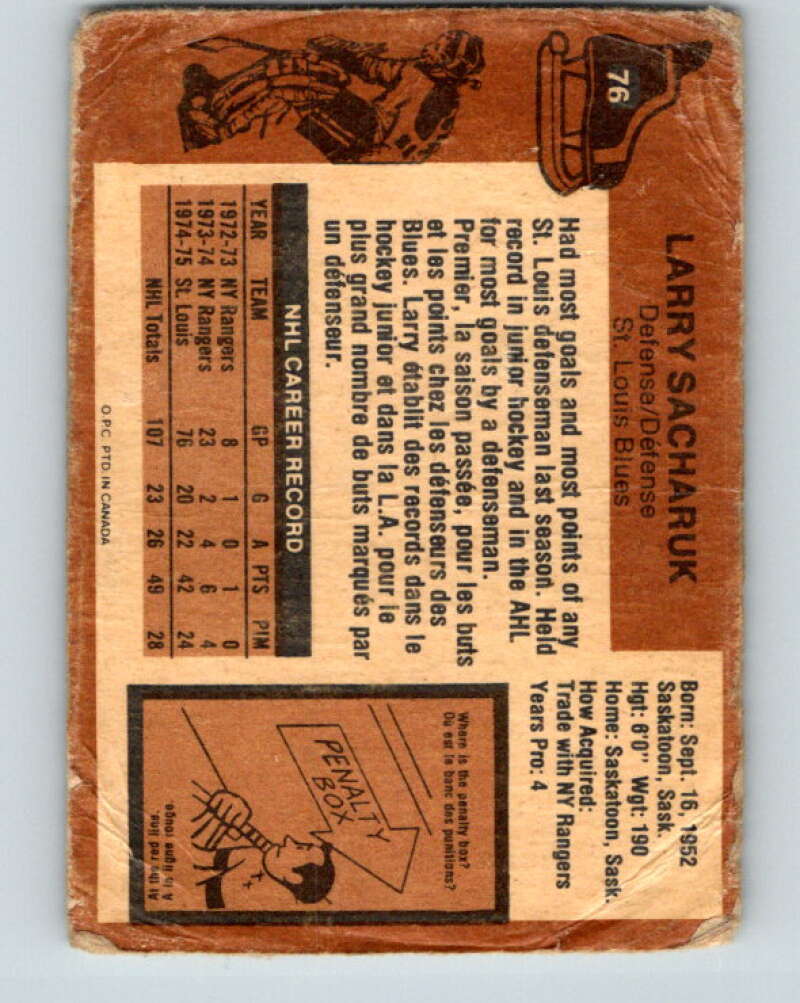 76
LARRY SACHARUK
Defense/Défense
St. Louis Blues
Born: Sept. 16, 1952
Saskatoon, Sask.
Hgt: 6'0" Wgt: 190
Home: Saskatoon, Sask.
How Acquired:
Trade with NY Rangers
Years Pro: 4
Had most goals and most points of any
St. Louis defenseman last season. Held
record in junior hockey and in the AHL
for most goals by a defenseman.
Premier, la saison passée, pour les buts
et les points chez les défenseurs des
Blues. Larry établit des records dans le
hockey junior et dans la L.A. pour le
plus grand nombre de buts marqués par
un défenseur.
NHL CAREER RECORD
YEAR TEAM GP G A PTS PIM
1972-73 NY Rangers 8 1 0 1 0
1973-74 NY Rangers 23 2 4 6 4
1974-75 St. Louis 76 20 22 42 24
NHL Totals 107 23 26 49 28
Where is the penalty box?
Où est le banc des punitions?
PENALTY
BOX
At the red line.
A la ligne rouge
O.P.C. PTD. IN CANADA